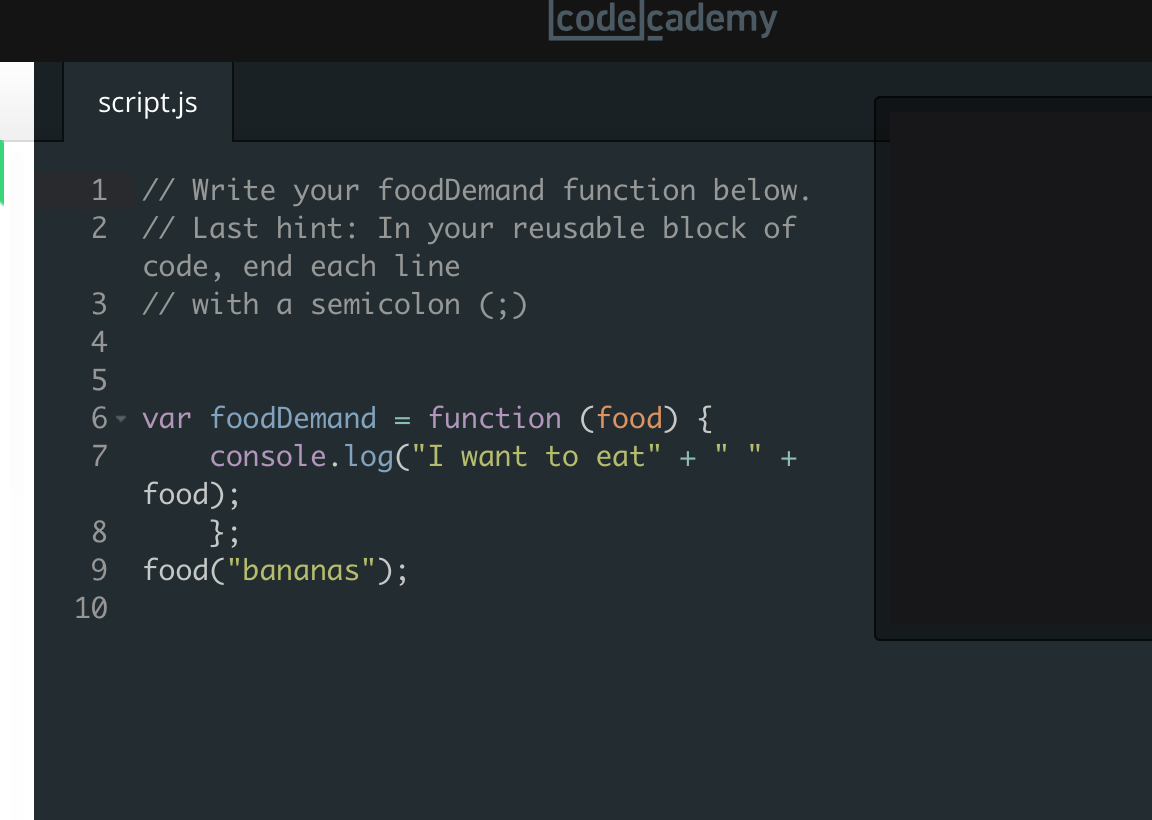 codecademy
script.js
1 // Write your foodDemand function below.
2 // Last hint: In your reusable block of
code, end each line
3 // with a semicolon (;)
4
5
6 var foodDemand = function (food) {
7     console.log("I want to eat" + " " +
food);
8     };
9 food("bananas");
10